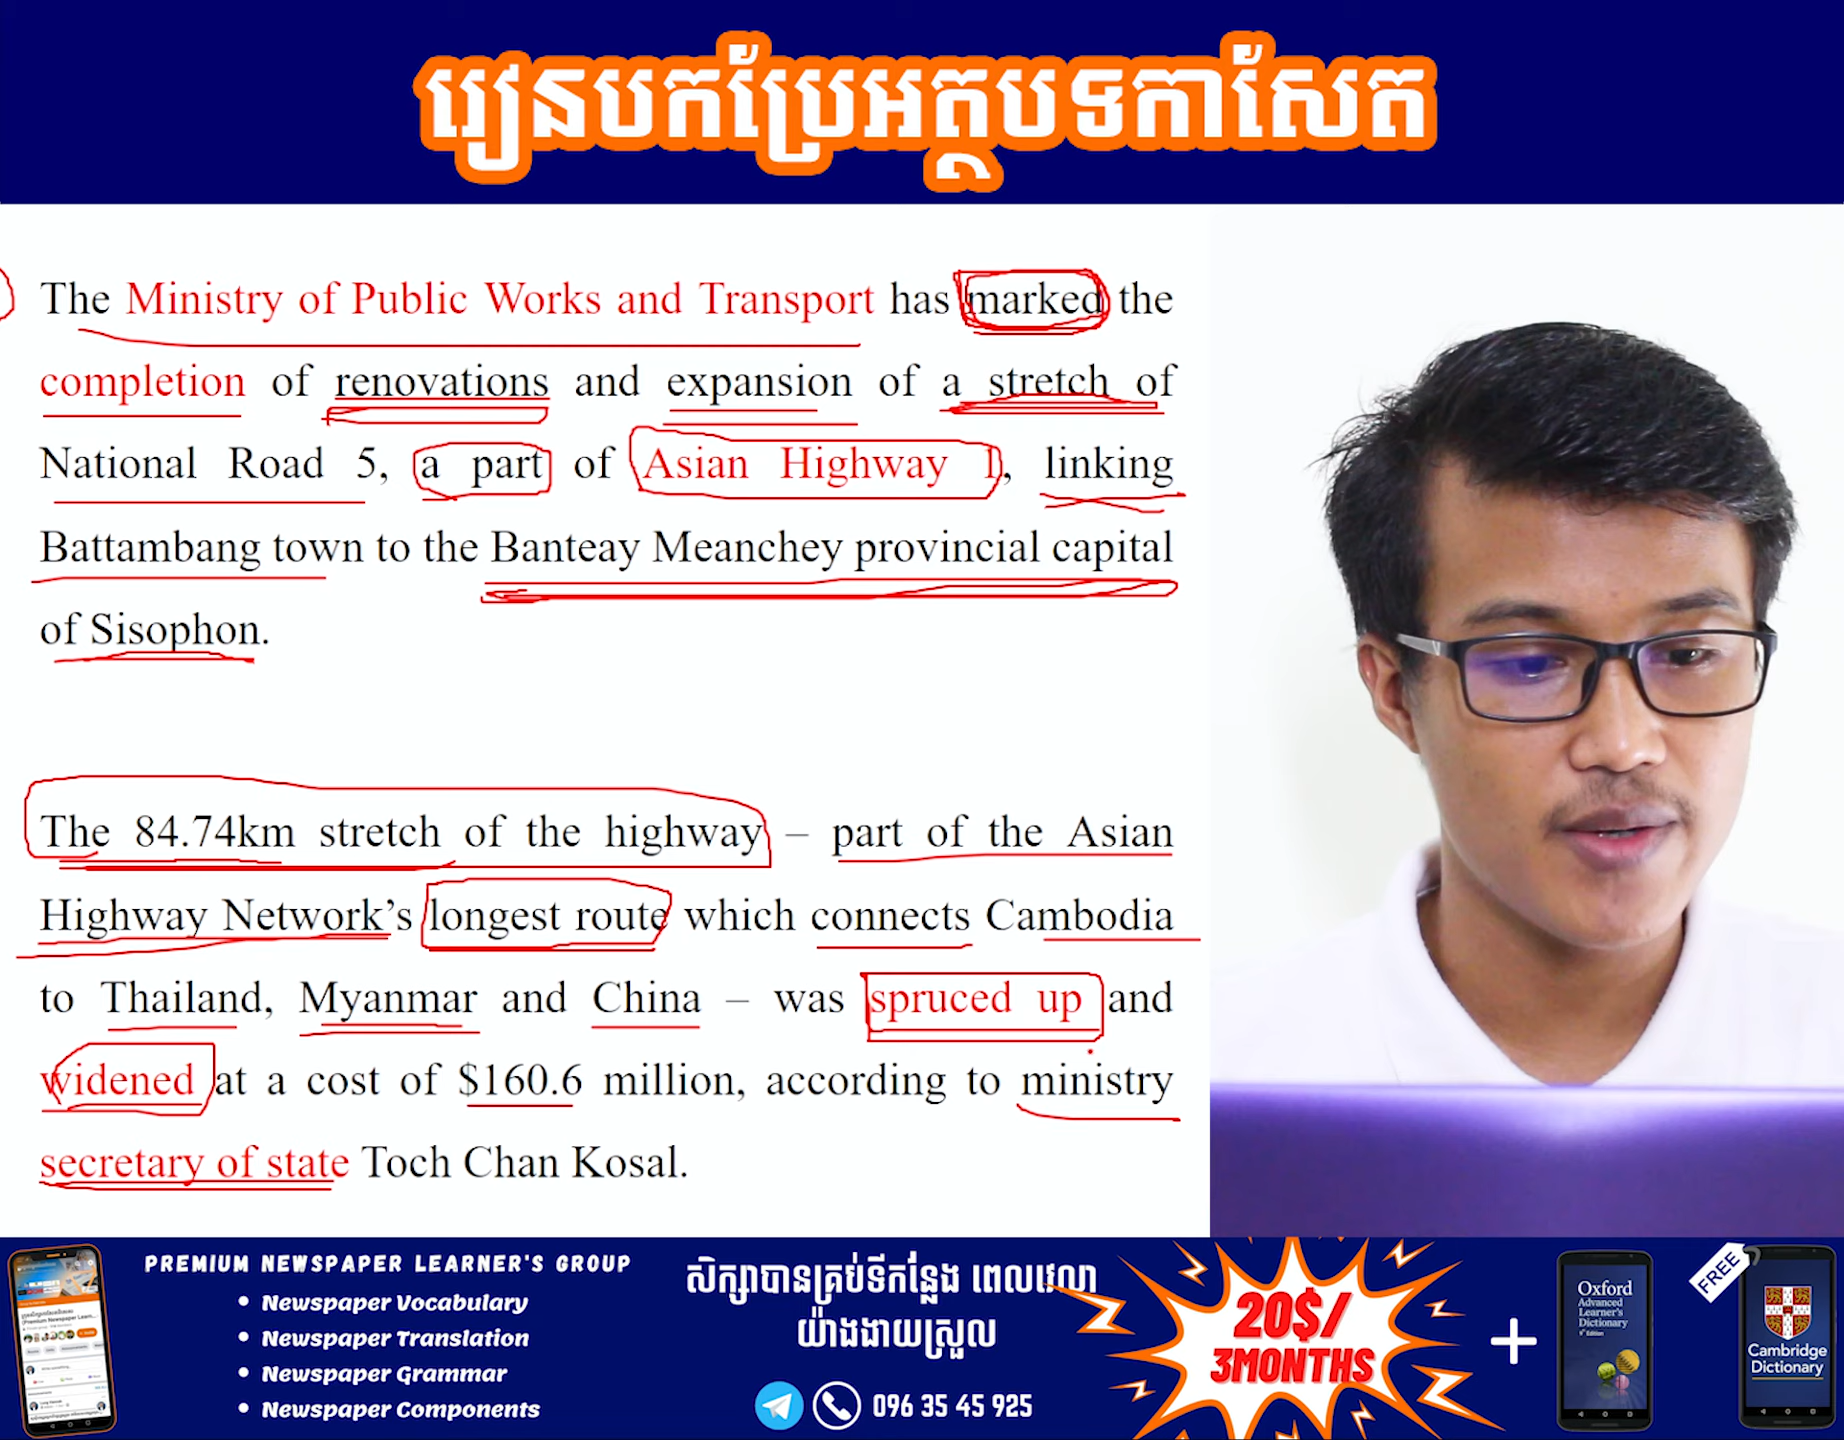 រៀនបកប្រែអត្ថបទកាសែត
The Ministry of Public Works and Transport has marked the
completion of renovations and expansion of a stretch of
National Road 5, a part of Asian Highway 1, linking
Battambang town to the Banteay Meanchey provincial capital
of Sisophon.
The 84.74km stretch of the highway – part of the Asian
Highway Network’s longest route which connects Cambodia
to Thailand, Myanmar and China – was spruced up and
widened at a cost of $160.6 million, according to ministry
secretary of state Toch Chan Kosal.
PREMIUM NEWSPAPER LEARNER'S GROUP
• Newspaper Vocabulary
• Newspaper Translation
• Newspaper Grammar
• Newspaper Components
សិក្សាបានគ្រប់ទីកន្លែង ពេលវេលា
យ៉ាងងាយស្រួល
096 35 45 925
20$/
3MONTHS
+
Oxford
Advanced
Learner's
Dictionary
FREE
Cambridge
Dictionary